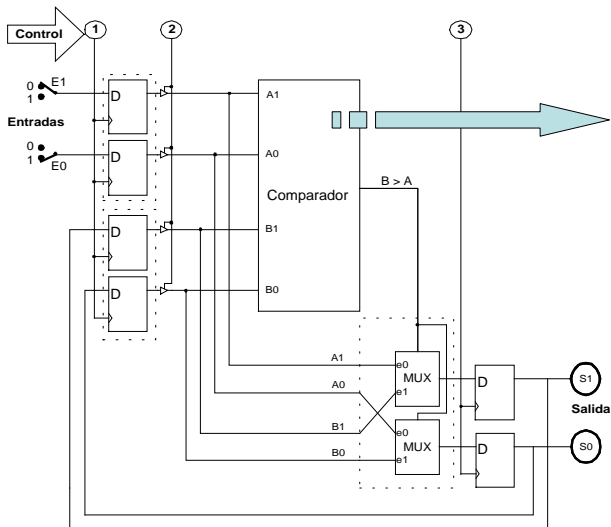 Control
1
2
3
0
1
E1
Entradas
0
1
E0
D
D
D
D
A1
A0
Comparador
B > A
B1
B0
A1
A0
B1
B0
e0
MUX
e1
e0
MUX
e1
D
D
S1
Salida
S0